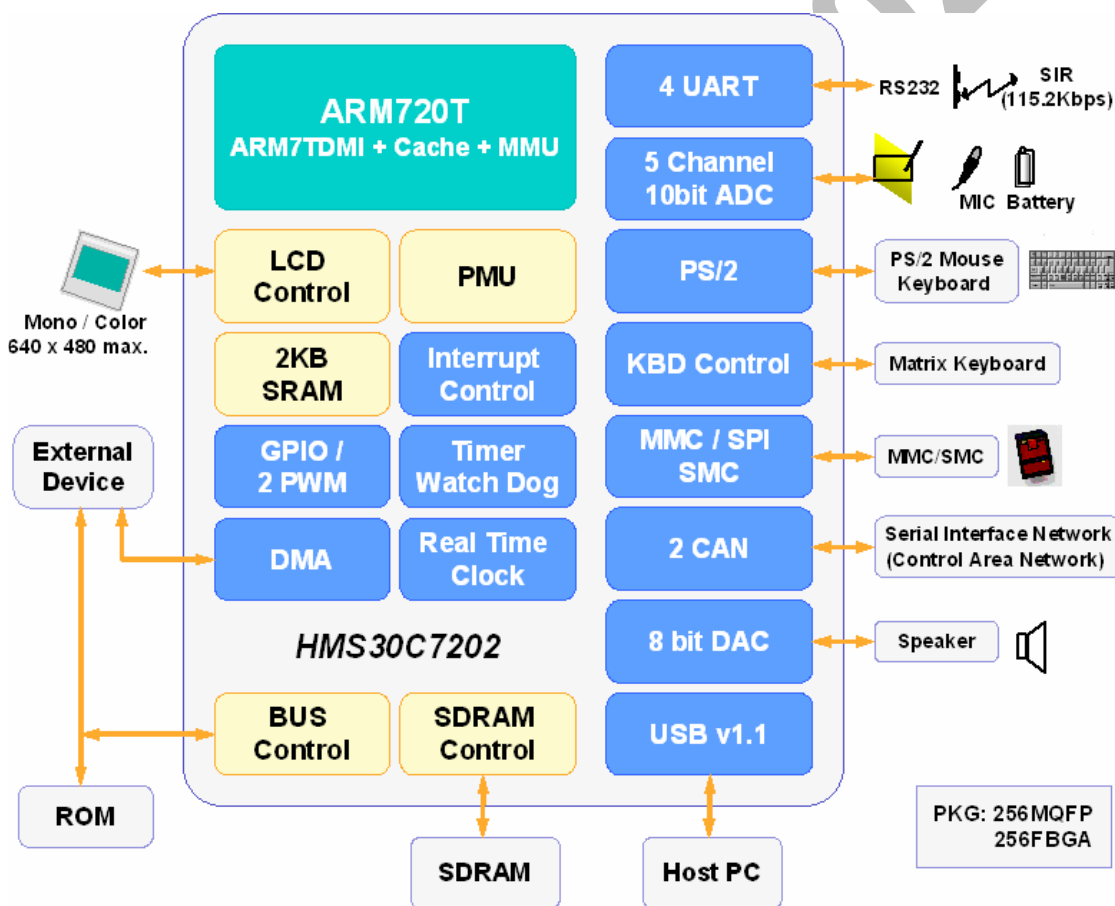 ARM720T
ARM7TDMI + Cache + MMU
LCD
Control
PMU
2KB
SRAM
Interrupt
Control
GPIO /
2 PWM
Timer
Watch Dog
DMA
Real Time
Clock
HMS30C7202
BUS
Control
SDRAM
Control
4 UART
5 Channel
10bit ADC
PS/2
KBD Control
MMC / SPI
SMC
2 CAN
8 bit DAC
USB v1.1
Mono / Color
640 x 480 max.
External
Device
ROM
SDRAM
Host PC
RS232
SIR
(115.2Kbps)
MIC Battery
PS/2 Mouse
Keyboard
Matrix Keyboard
MMC/SMC
Serial Interface Network
(Control Area Network)
Speaker
PKG: 256MQFP
256FBGA